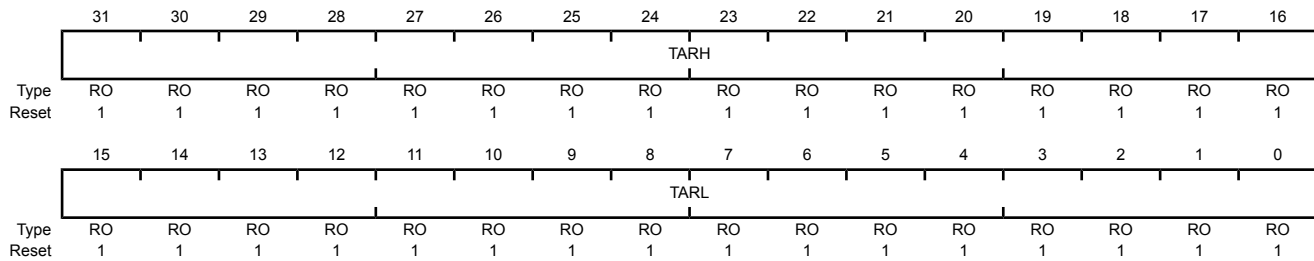 31 30 29 28 27 26 25 24 23 22 21 20 19 18 17 16
TARH
Type RO RO RO RO RO RO RO RO RO RO RO RO RO RO RO RO
Reset 1 1 1 1 1 1 1 1 1 1 1 1 1 1 1 1
15 14 13 12 11 10 9 8 7 6 5 4 3 2 1 0
TARL
Type RO RO RO RO RO RO RO RO RO RO RO RO RO RO RO RO
Reset 1 1 1 1 1 1 1 1 1 1 1 1 1 1 1 1